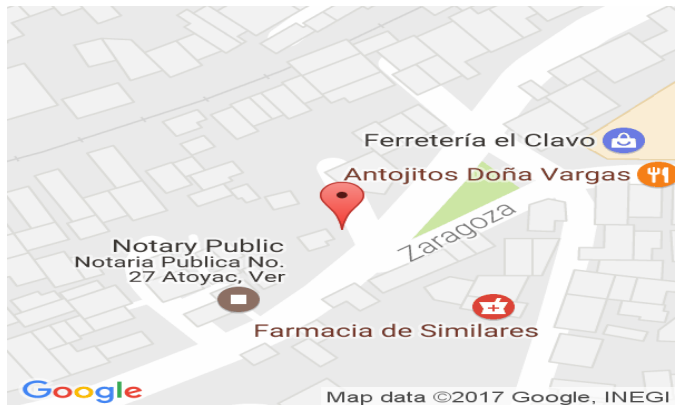 Ferretería el Clavo
Antojitos Doña Vargas
Zaragoza
Notary Public
Notaria Publica No.
27 Atoyac, Ver
Farmacia de Similares
Google
Map data ©2017 Google, INEGI